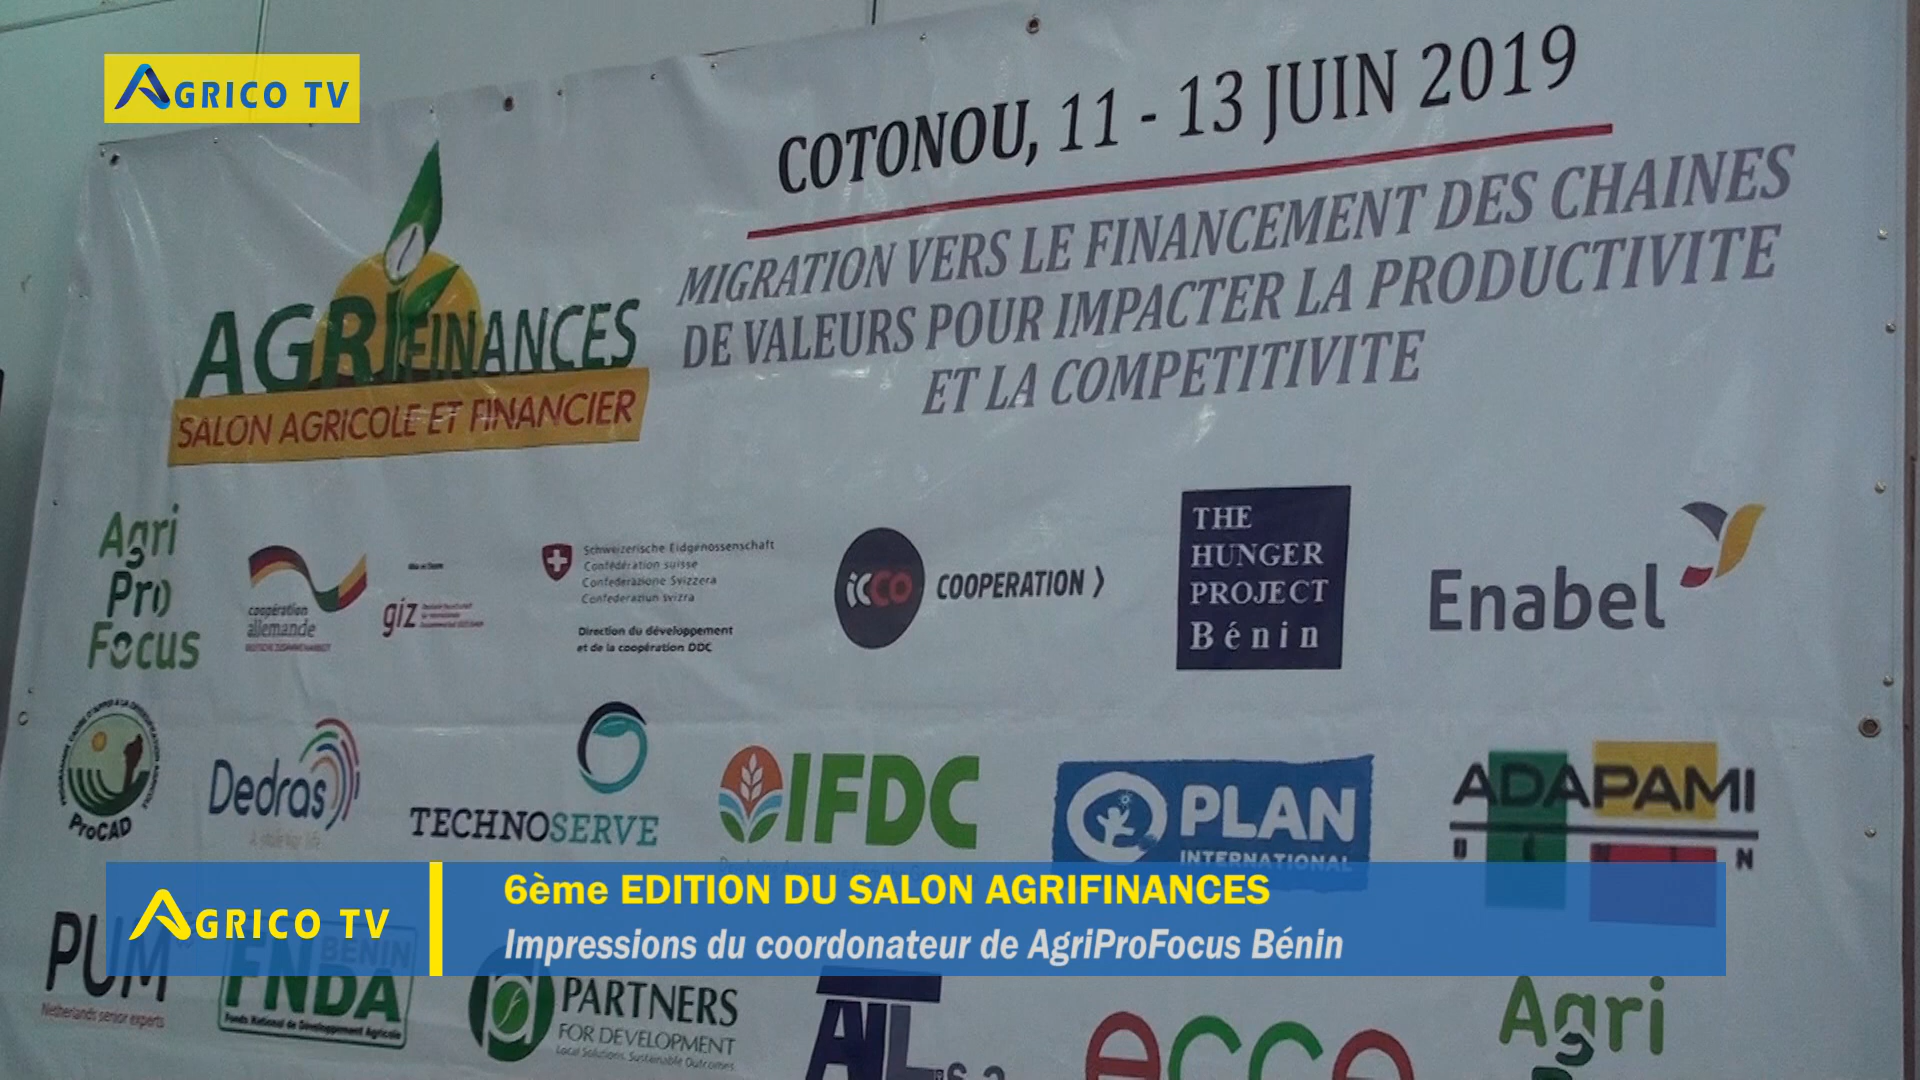 AGRICO TV
COTONOU, 11 - 13 JUIN 2019
MIGRATION VERS LE FINANCEMENT DES CHAINES
DE VALEURS POUR IMPACTER LA PRODUCTIVITE
ET LA COMPETITIVITE
AGRIFINANCES
SALON AGRICOLE ET FINANCIER
Agri
Pro
Focus
coopération
allemande
DEUTSCHE ZUSAMMENARBEIT
giz
Schweizerische Eidgenossenschaft
Confédération suisse
Confederazione Svizzera
Confederaziun svizra
Direction du développement
et de la coopération DDC
icco
COOPERATION
THE
HUNGER
PROJECT
Bénin
Enabel
ProCAD
Dedras
TECHNOSERVE
IFDC
PLAN
INTERNATIONAL
ADAPAMI
AGRICO TV
6ème EDITION DU SALON AGRIFINANCES
Impressions du coordonateur de AgriProFocus Bénin
PUM
Netherlands senior experts
BENIN
FNDA
Fonds National de Développement Agricole
PARTNERS
FOR DEVELOPMENT
Local Solutions. Sustainable Outcomes
Agri